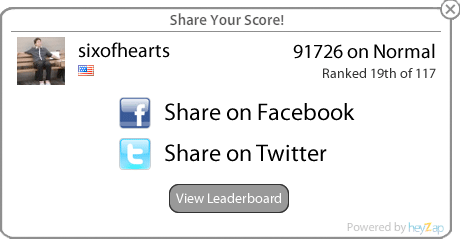 Share Your Score!
sixofhearts
91726 on Normal
Ranked 19th of 117
Share on Facebook
Share on Twitter
View Leaderboard
Powered by heyZap